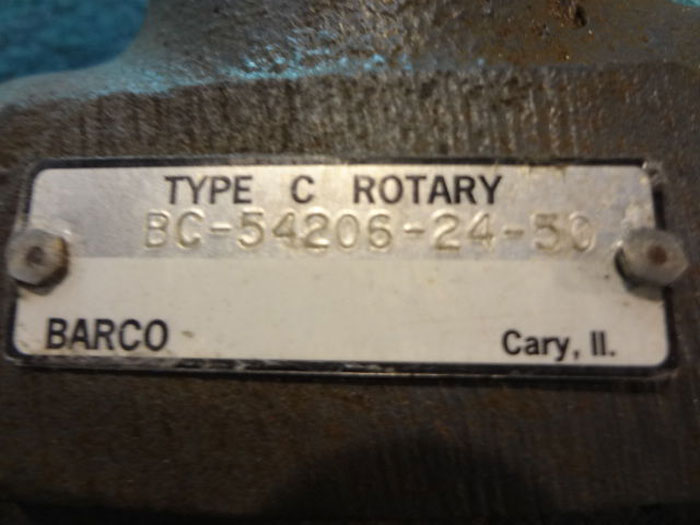 TYPE C ROTARY
BC-54206-24-50
BARCO
Cary, Il.